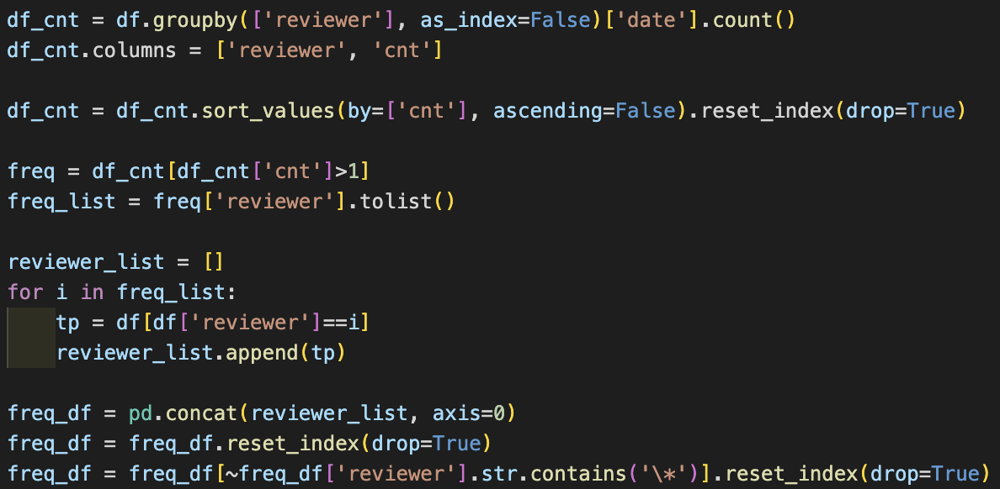 df_cnt = df.groupby(['reviewer'], as_index=False)['date'].count()
df_cnt.columns = ['reviewer', 'cnt']
df_cnt = df_cnt.sort_values(by=['cnt'], ascending=False).reset_index(drop=True)
freq = df_cnt[df_cnt['cnt']>1]
freq_list = freq['reviewer'].tolist()
reviewer_list = []
for i in freq_list:
    tp = df[df['reviewer']==i]
    reviewer_list.append(tp)
freq_df = pd.concat(reviewer_list, axis=0)
freq_df = freq_df.reset_index(drop=True)
freq_df = freq_df[~freq_df['reviewer'].str.contains('\*')].reset_index(drop=True)